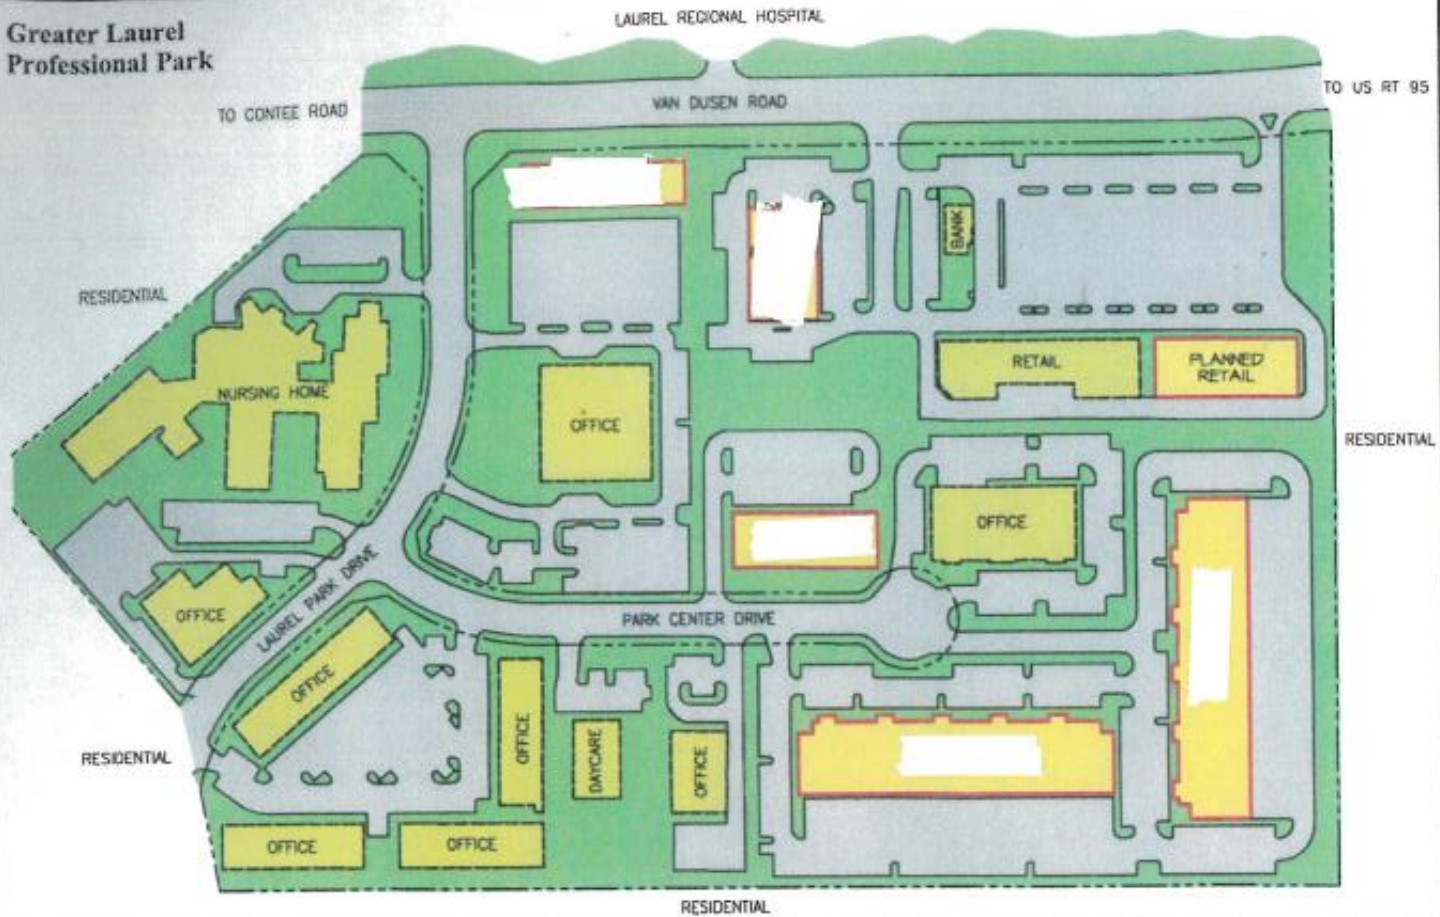 Greater Laurel
Professional Park
LAUREL REGIONAL HOSPITAL
TO CONTEE ROAD
VAN DUSEN ROAD
TO US RT 95
BANK
RESIDENTIAL
RETAIL
PLANNED
RETAIL
NURSING HOME
OFFICE
RESIDENTIAL
OFFICE
OFFICE
LAUREL PARK DRIVE
PARK CENTER DRIVE
OFFICE
OFFICE
DAYCARE
OFFICE
RESIDENTIAL
OFFICE
OFFICE
RESIDENTIAL